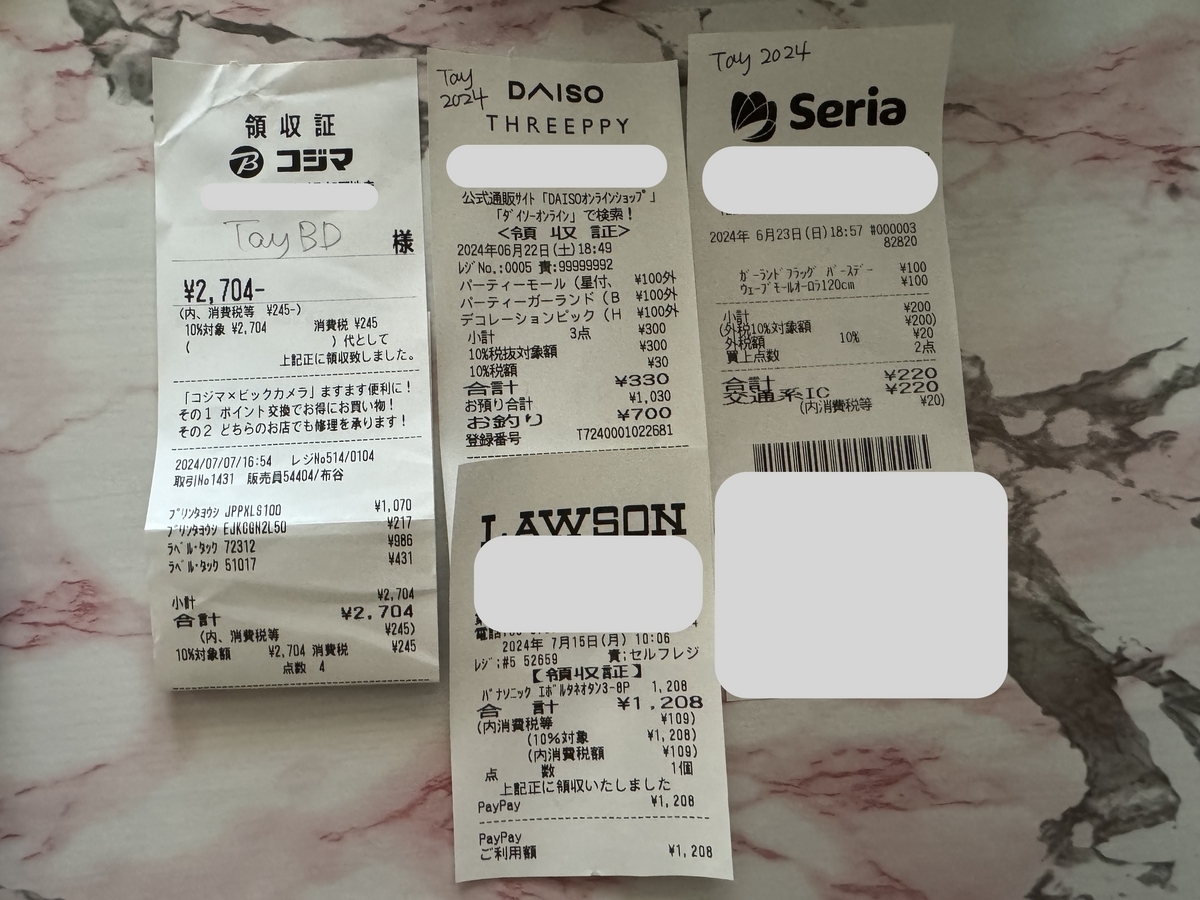 領収証
コジマ
Tay BD 様
¥2,704-
(内、消費税等 ¥245-)
10%対象 ¥2,704 消費税 ¥245
( )代として
上記正に領収致しました。
「コジマ×ビックカメラ」ますます便利に!
その1 ポイント交換でお得にお買い物!
その2 どちらのお店でも修理を承ります!
2024/07/07/16:54 レジNo514/0104
取引No1431 販売員54404/布谷
プリンタヨウシ JPPXLS100 ¥1,070
プリンタヨウシ EJKCGN2L50 ¥217
ラベル・タック 72312 ¥986
ラベル・タック 51017 ¥431
小計 ¥2,704
合計 ¥2,704
(内、消費税等 ¥245)
10%対象額 ¥2,704 消費税 ¥245
点数 4
Tay
2024
DAISO
THREEPPY
公式通販サイト「DAISOオンラインショップ」
「ダイソーオンライン」で検索!
<領 収 証>
2024年06月22日(土)18:49
レジNo.:0005 責:99999992
パーティーモール(星付、 ¥100外
パーティーガーランド(B ¥100外
デコレーションピック(H ¥100外
小計 3点 ¥300
10%税抜対象額 ¥300
10%税額 ¥30
合計 ¥330
お預り合計 ¥1,030
お釣り ¥700
登録番号 T7240001022681
LAWSON
2024年 7月15日(月) 10:06
レジ;#5 52659 責;セルフレジ
【領収証】
パナソニック エボルタネオタン3-8P 1,208
合 計 ¥1,208
(内消費税等 ¥109)
(10%対象 ¥1,208)
(内消費税額 ¥109)
点 数 1個
上記正に領収いたしました
PayPay ¥1,208
PayPay
ご利用額 ¥1,208
Tay 2024
Seria
2024年 6月23日(日)18:57 #000003
82820
ガーランドフラッグ バースデー ¥100
ウェーブモールオーロラ120cm ¥100
小計 ¥200
(外税10%対象額 ¥200)
外税額 10% ¥20
買上点数 2点
合計 ¥220
交通系IC ¥220
(内消費税等 ¥20)